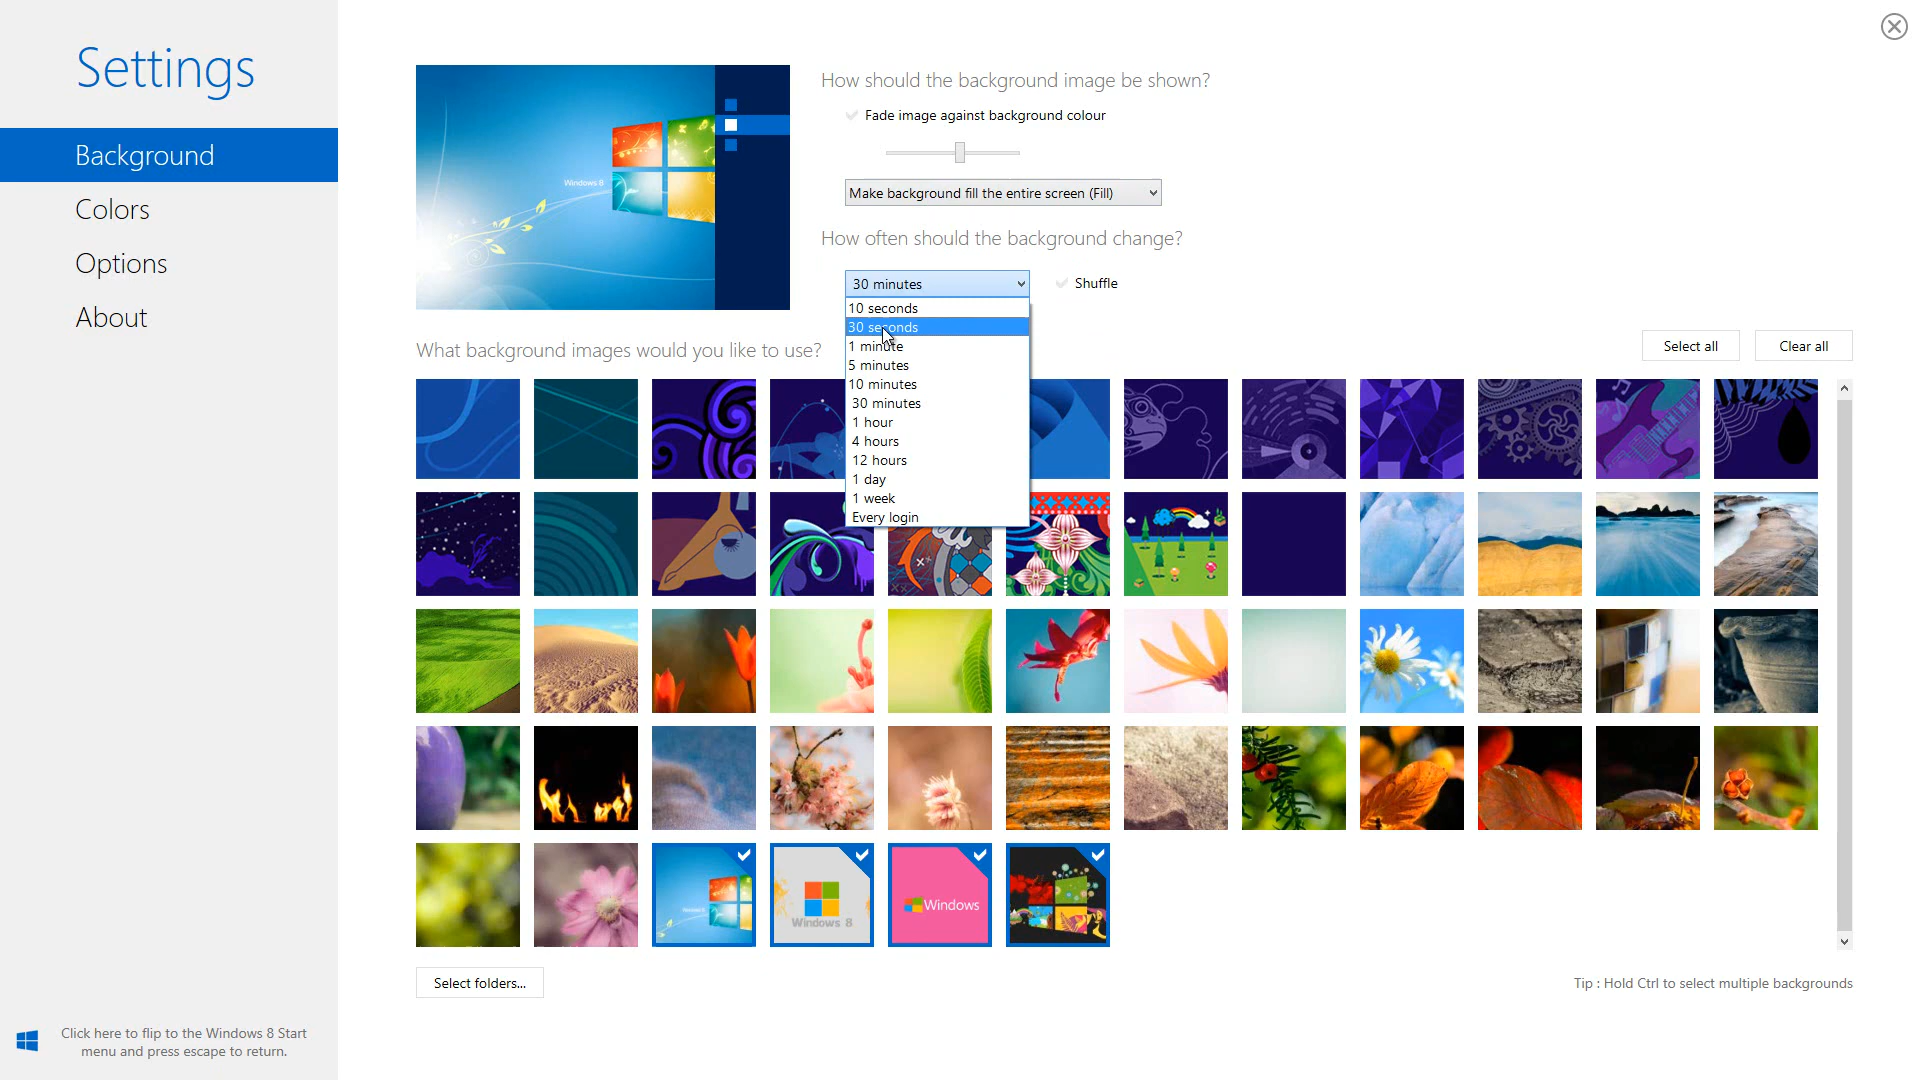 Settings
Background
Colors
Options
About
Click here to flip to the Windows 8 Start
menu and press escape to return.
Windows 8
How should the background image be shown?
Fade image against background colour
Make background fill the entire screen (Fill)
How often should the background change?
30 minutes
Shuffle
10 seconds
30 seconds
1 minute
5 minutes
10 minutes
30 minutes
1 hour
4 hours
12 hours
1 day
1 week
Every login
What background images would you like to use?
Select all
Clear all
Windows 8
Windows 8
Windows
Select folders...
Tip : Hold Ctrl to select multiple backgrounds